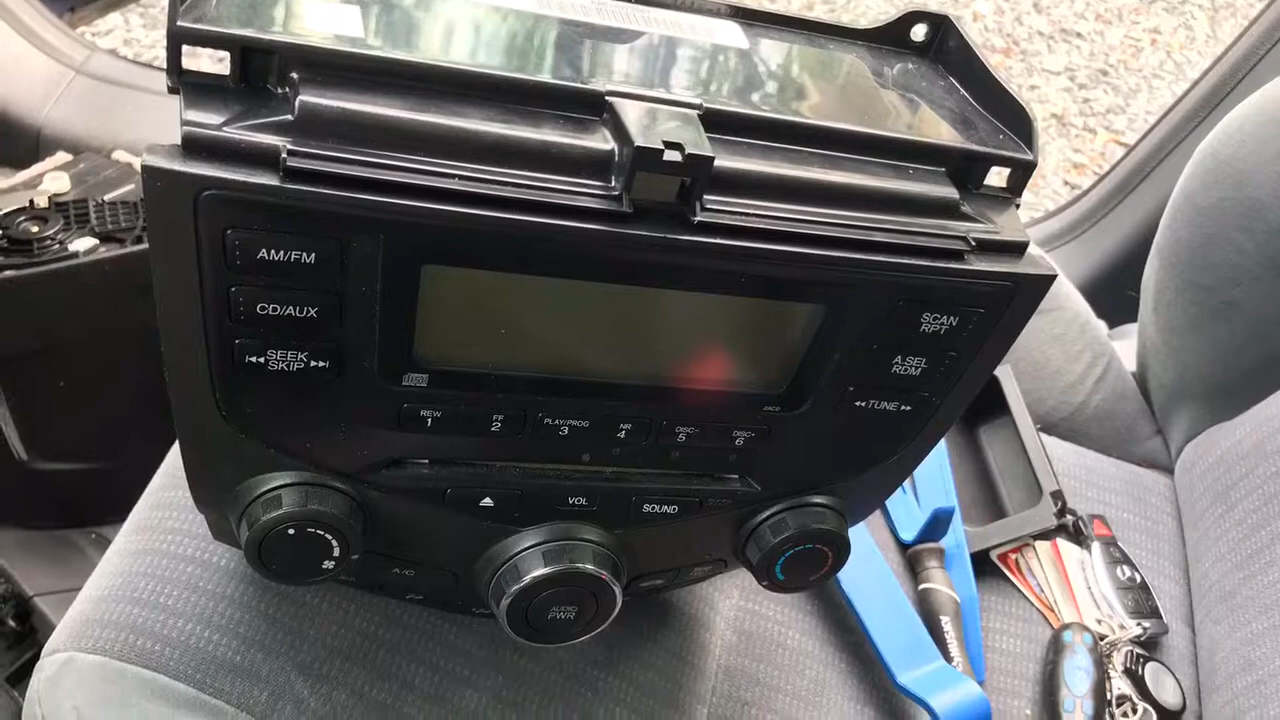 AM/FM
CD/AUX
SEEK
SKIP
SCAN
RPT
A.SEL
RDM
TUNE
REW
1
FF
2
PLAY/PROG
3
NR
4
DISC-
5
DISC+
6
VOL
SOUND
A/C
AUDIO
PWR